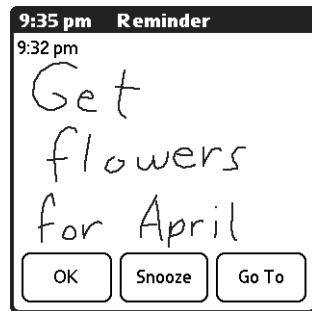 9:35 pm Reminder
9:32 pm
Get
flowers
for April
OK Snooze Go To